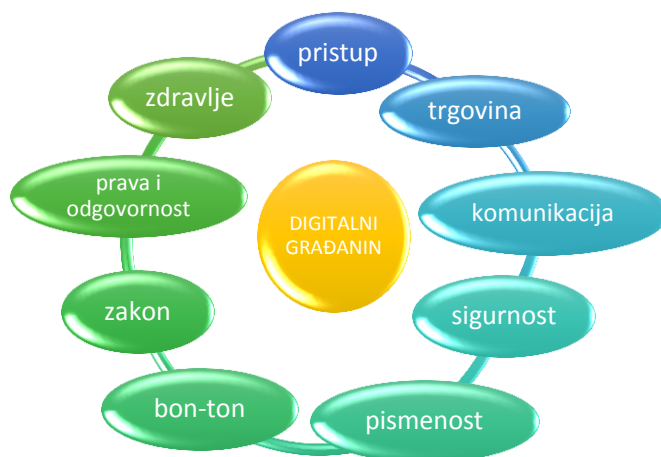 pristup
trgovina
komunikacija
sigurnost
pismenost
bon-ton
zakon
prava i
odgovornost
zdravlje
DIGITALNI
GRAĐANIN